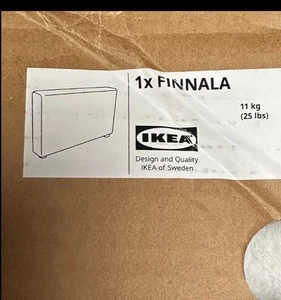 1x FINNALA
11 kg
(25 lbs)
IKEA
Design and Quality
IKEA of Sweden